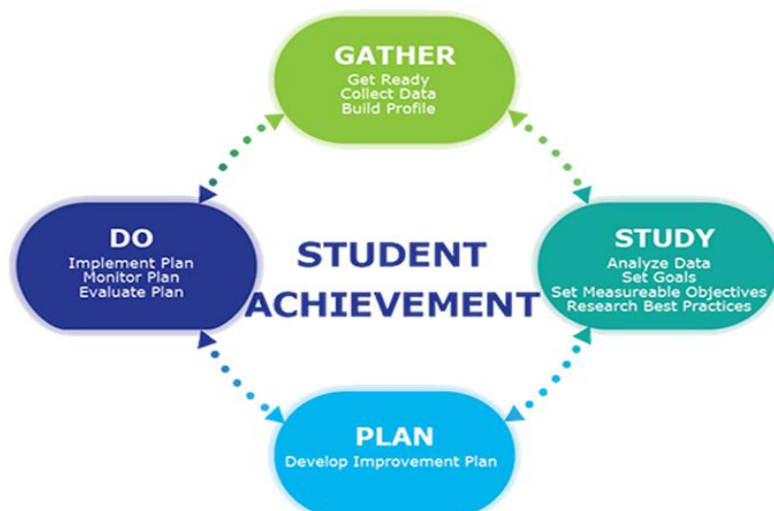 GATHER
Get Ready
Collect Data
Build Profile
DO
Implement Plan
Monitor Plan
Evaluate Plan
STUDENT
ACHIEVEMENT
STUDY
Analyze Data
Set Goals
Set Measureable Objectives
Research Best Practices
PLAN
Develop Improvement Plan